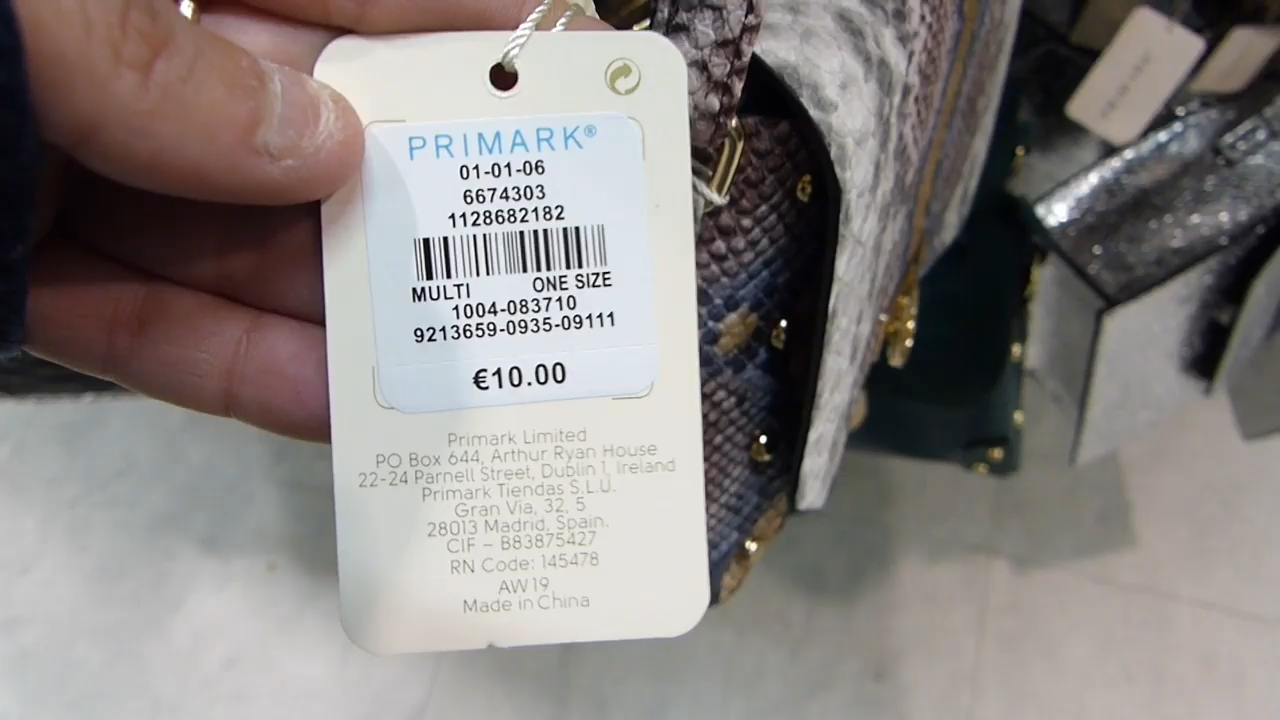 PRIMARK®
01-01-06
6674303
1128682182
MULTI ONE SIZE
1004-083710
9213659-0935-09111
€10.00
Primark Limited
PO Box 644, Arthur Ryan House
22-24 Parnell Street, Dublin 1, Ireland
Primark Tiendas S.L.U.
Gran Via, 32, 5
28013 Madrid, Spain.
CIF – B83875427
RN Code: 145478
AW19
Made in China